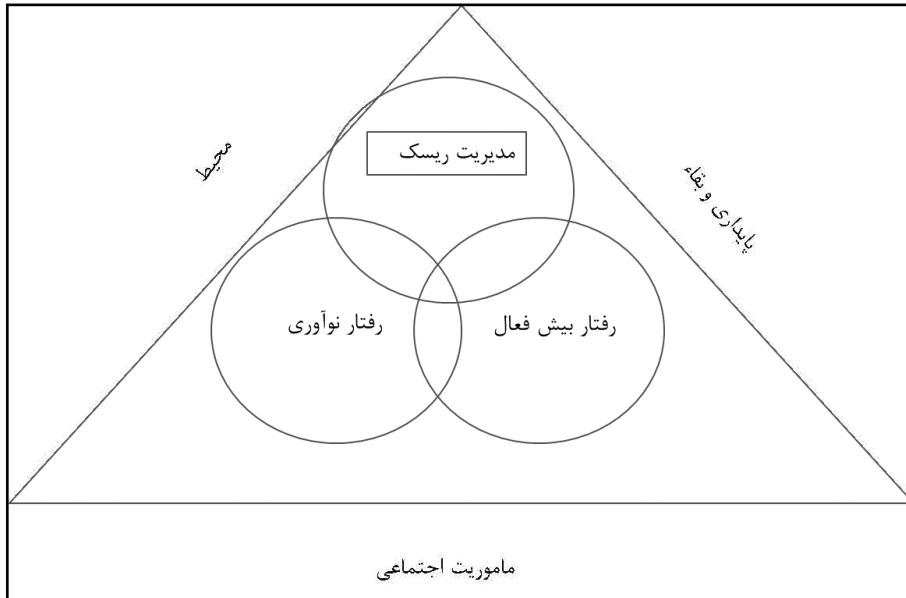 مدیریت ریسک
محیط
پایداری و بقاء
رفتار بیش فعال
رفتار نوآوری
ماموریت اجتماعی